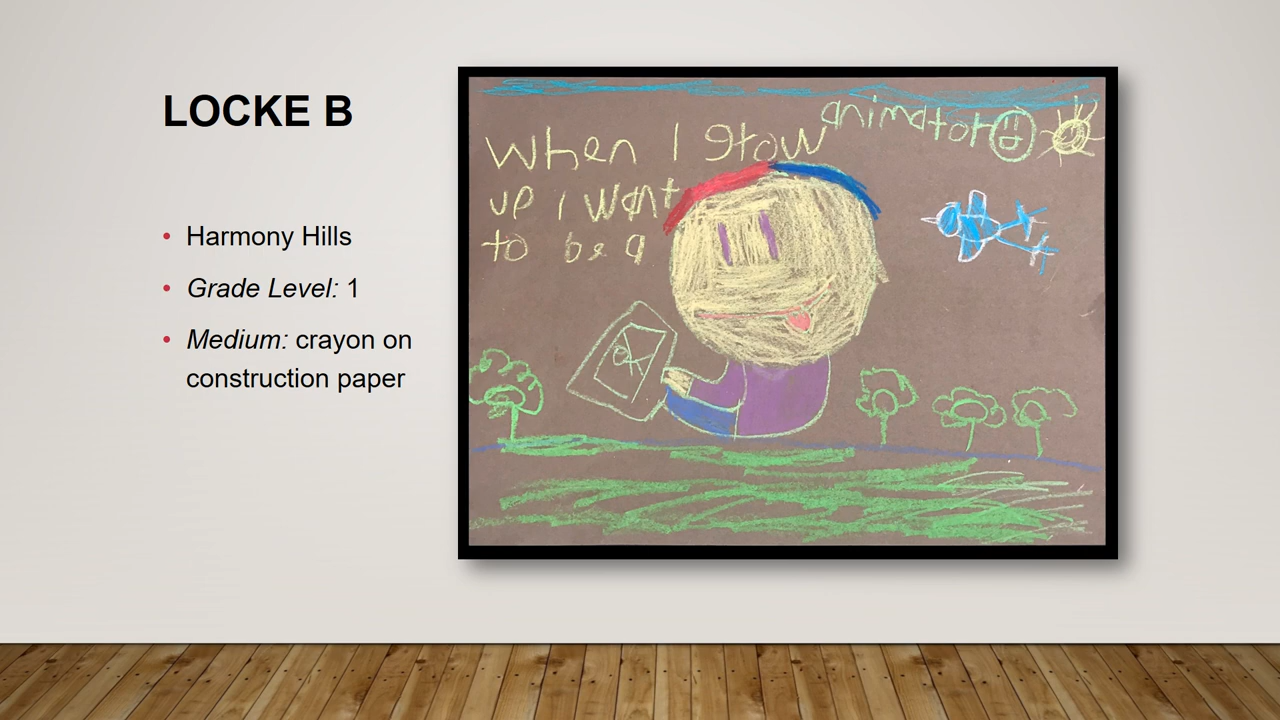 LOCKE B
• Harmony Hills
• Grade Level: 1
• Medium: crayon on
construction paper
When I grow
up i want
to be a
animator